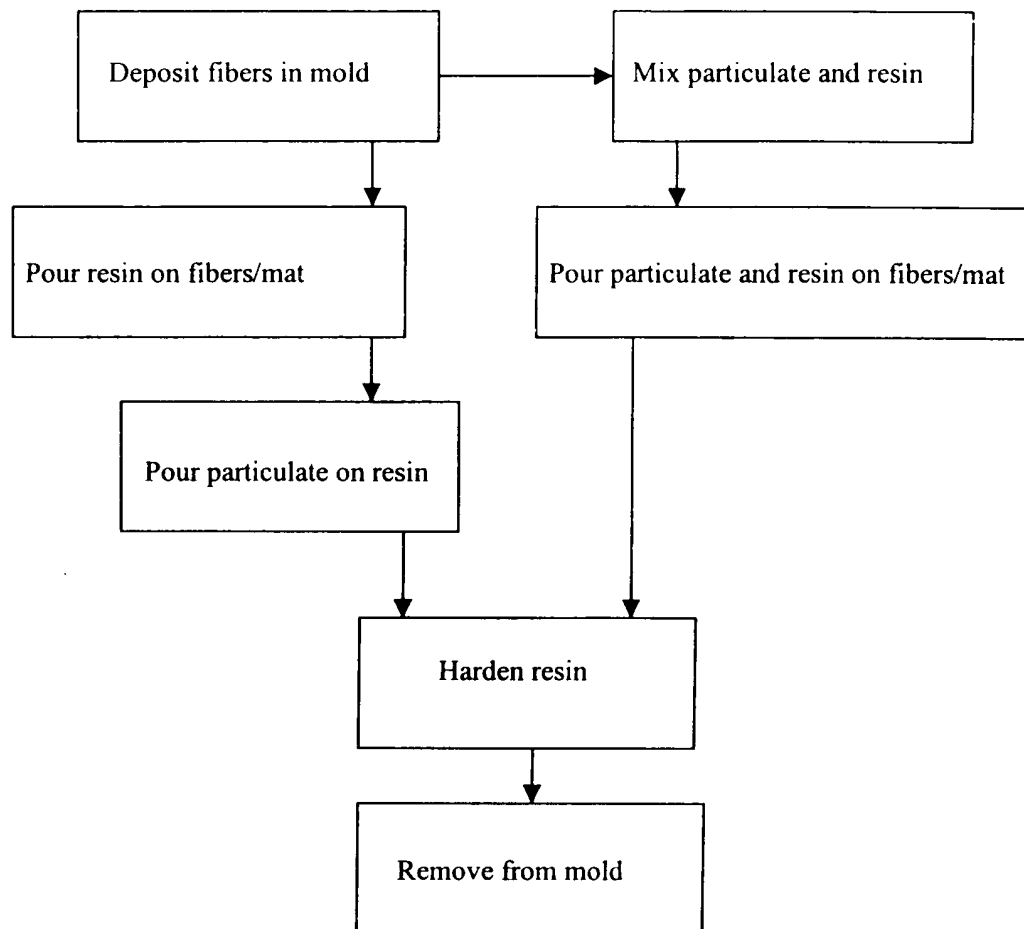 Deposit fibers in mold
Mix particulate and resin
Pour resin on fibers/mat
Pour particulate and resin on fibers/mat
Pour particulate on resin
Harden resin
Remove from mold